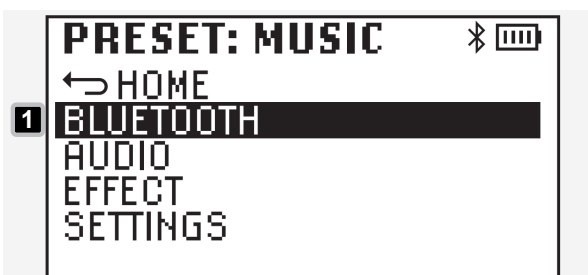 PRESET: MUSIC
HOME
1 BLUETOOTH
AUDIO
EFFECT
SETTINGS